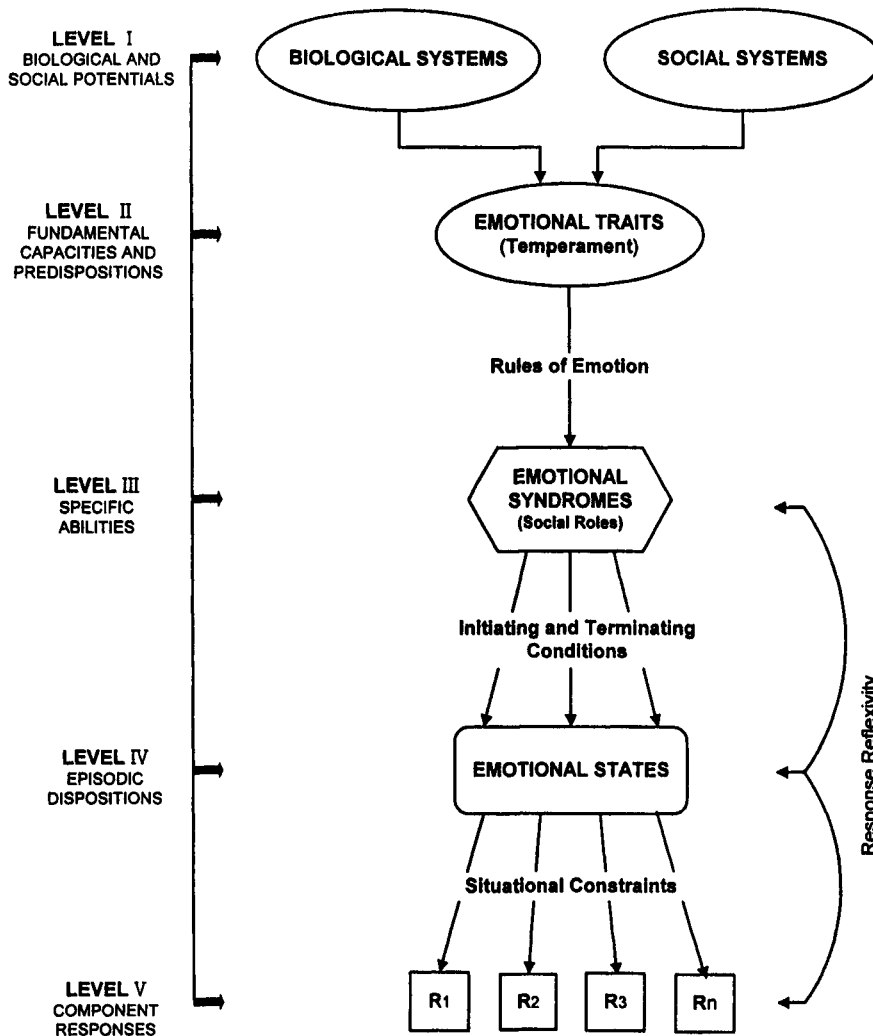 LEVEL I
BIOLOGICAL AND
SOCIAL POTENTIALS
BIOLOGICAL SYSTEMS
SOCIAL SYSTEMS
LEVEL II
FUNDAMENTAL
CAPACITIES AND
PREDISPOSITIONS
EMOTIONAL TRAITS
(Temperament)
Rules of Emotion
LEVEL III
SPECIFIC
ABILITIES
EMOTIONAL
SYNDROMES
(Social Roles)
Initiating and Terminating
Conditions
LEVEL IV
EPISODIC
DISPOSITIONS
EMOTIONAL STATES
Response Reflexivity
Situational Constraints
LEVEL V
COMPONENT
RESPONSES
R1 R2 R3 Rn